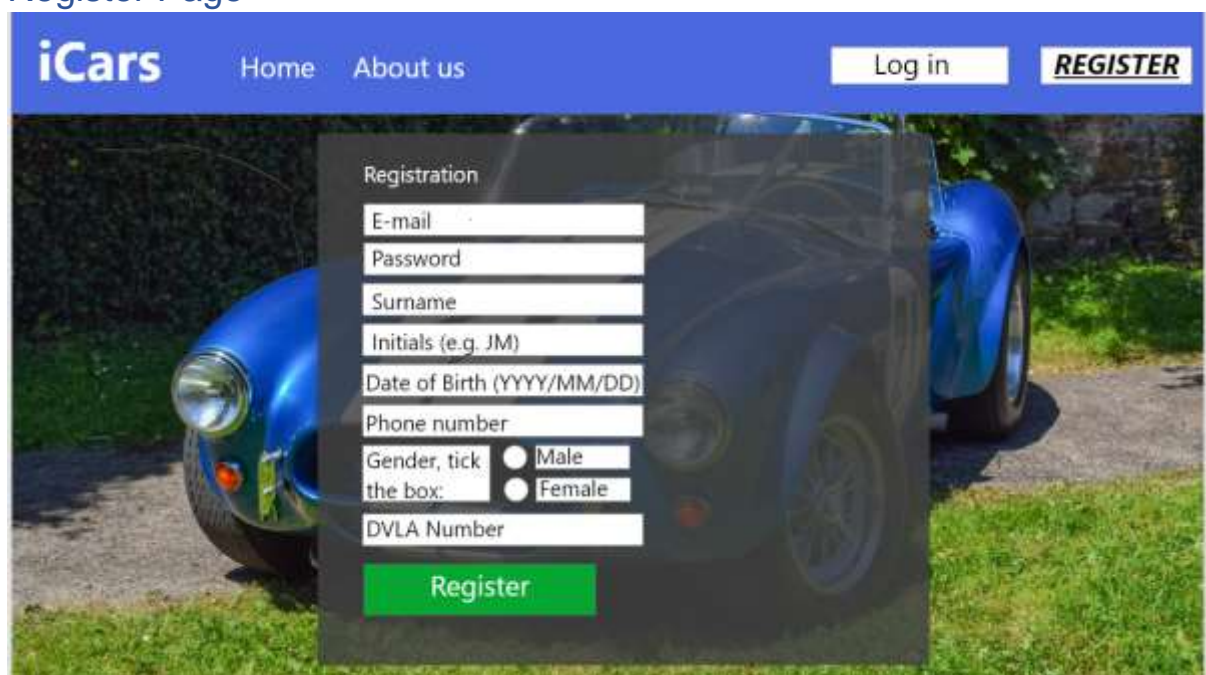 Register Page
iCars
Home
About us
Log in
REGISTER
Registration
E-mail
Password
Surname
Initials (e.g. JM)
Date of Birth (YYYY/MM/DD)
Phone number
Gender, tick
the box:
Male
Female
DVLA Number
Register